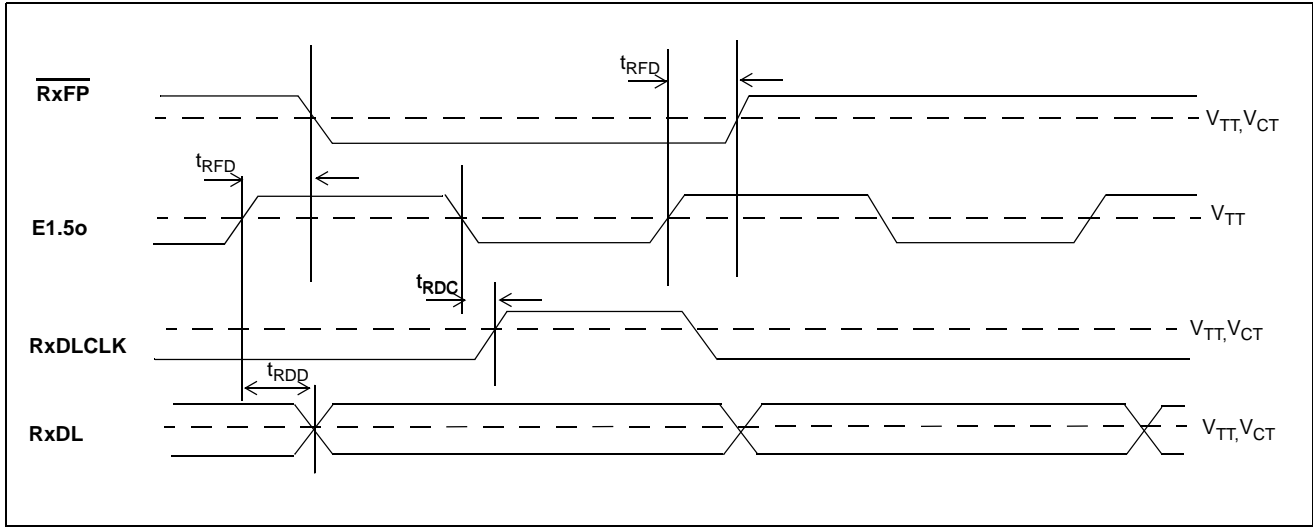 tRFD
RxFP
VTT,VCT
tRFD
E1.5o
VTT
tRDC
RxDLCLK
VTT,VCT
tRDD
RxDL
VTT,VCT